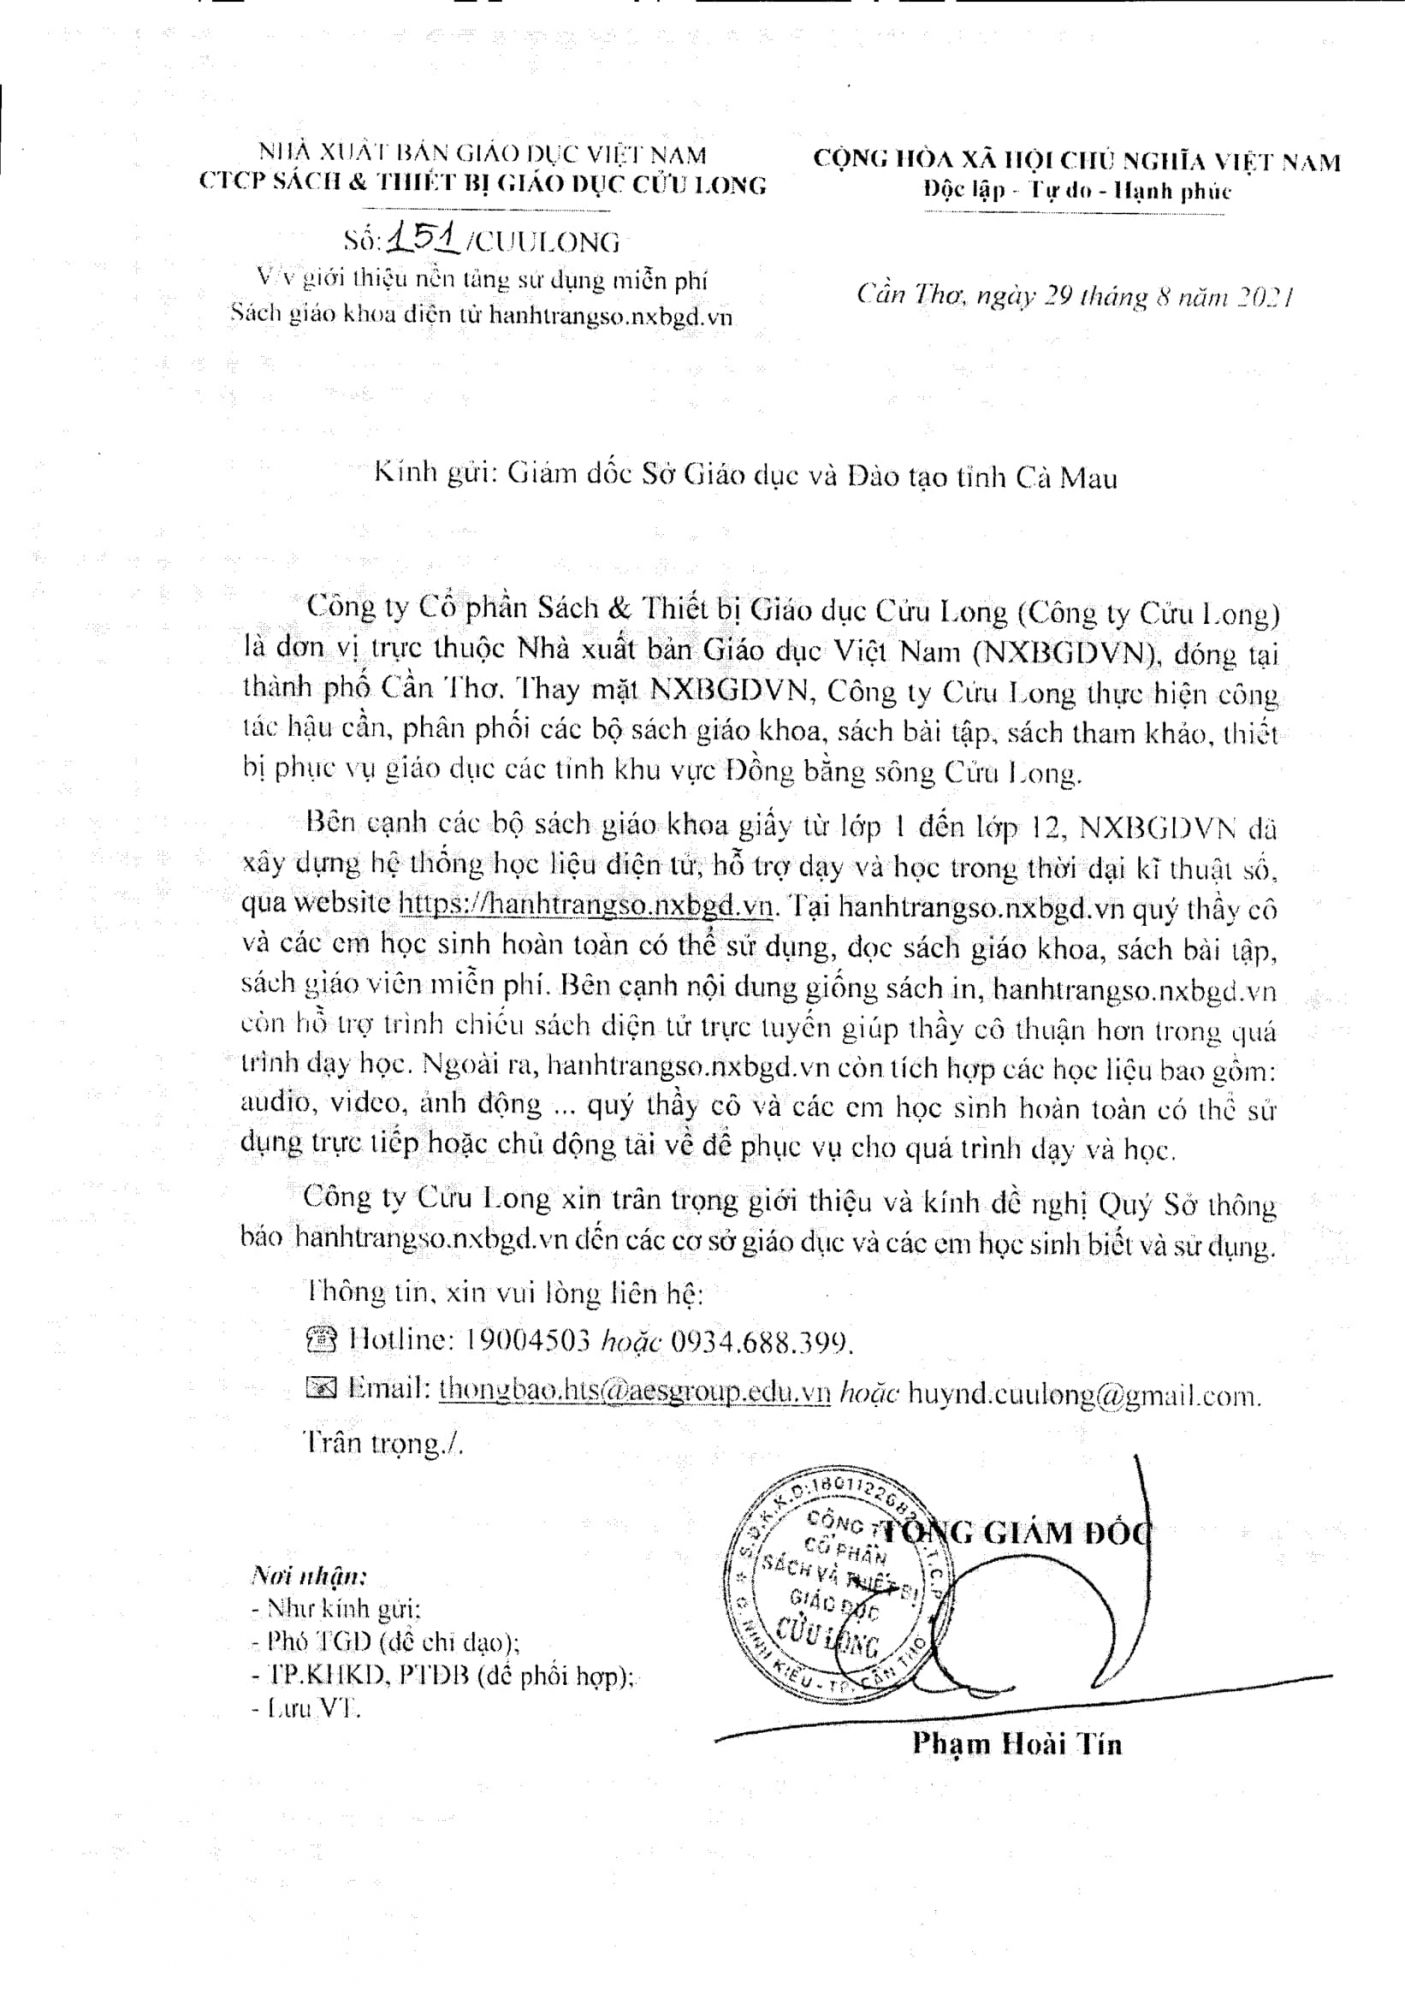 NHÀ XUẤT BẢN GIÁO DỤC VIỆT NAM
CTCP SÁCH & THIẾT BỊ GIÁO DỤC CỬU LONG
Số: 151 /CUULONG
V/v giới thiệu nền tảng sử dụng miễn phí
Sách giáo khoa điện tử hanhtrangso.nxbgd.vn
CỘNG HÒA XÃ HỘI CHỦ NGHĨA VIỆT NAM
Độc lập - Tự do - Hạnh phúc
Cần Thơ, ngày 29 tháng 8 năm 2021
Kính gửi: Giám đốc Sở Giáo dục và Đào tạo tỉnh Cà Mau
Công ty Cổ phần Sách & Thiết bị Giáo dục Cửu Long (Công ty Cửu Long)
là đơn vị trực thuộc Nhà xuất bản Giáo dục Việt Nam (NXBGDVN), đóng tại
thành phố Cần Thơ. Thay mặt NXBGDVN, Công ty Cửu Long thực hiện công
tác hậu cần, phân phối các bộ sách giáo khoa, sách bài tập, sách tham khảo, thiết
bị phục vụ giáo dục các tỉnh khu vực Đồng bằng sông Cửu Long.
Bên cạnh các bộ sách giáo khoa giấy từ lớp 1 đến lớp 12, NXBGDVN đã
xây dựng hệ thống học liệu điện tử, hỗ trợ dạy và học trong thời đại kĩ thuật số,
qua website https://hanhtrangso.nxbgd.vn. Tại hanhtrangso.nxbgd.vn quý thầy cô
và các em học sinh hoàn toàn có thể sử dụng, đọc sách giáo khoa, sách bài tập,
sách giáo viên miễn phí. Bên cạnh nội dung giống sách in, hanhtrangso.nxbgd.vn
còn hỗ trợ trình chiếu sách điện tử trực tuyến giúp thầy cô thuận hơn trong quá
trình dạy học. Ngoài ra, hanhtrangso.nxbgd.vn còn tích hợp các học liệu bao gồm:
audio, video, ảnh động ... quý thầy cô và các em học sinh hoàn toàn có thể sử
dụng trực tiếp hoặc chủ động tải về để phục vụ cho quá trình dạy và học.
Công ty Cửu Long xin trân trọng giới thiệu và kính đề nghị Quý Sở thông
báo hanhtrangso.nxbgd.vn đến các cơ sở giáo dục và các em học sinh biết và sử dụng.
Thông tin, xin vui lòng liên hệ:
Hotline: 19004503 hoặc 0934.688.399.
Email: thongbao.hts@aesgroup.edu.vn hoặc huynd.cuulong@gmail.com.
Trân trọng./.
TỔNG GIÁM ĐỐC
S.Đ.K.K.D:1801122682 .T.C.P
CÔNG TY
CỔ PHẦN
SÁCH VÀ THIẾT BỊ
GIÁO DỤC
CỬU LONG
Q. NINH KIỀU - TP. CẦN THƠ
Nơi nhận:
- Như kính gửi;
- Phó TGĐ (để chỉ đạo);
- TP.KHKD, PTĐB (để phối hợp);
- Lưu VT.
Phạm Hoài Tín